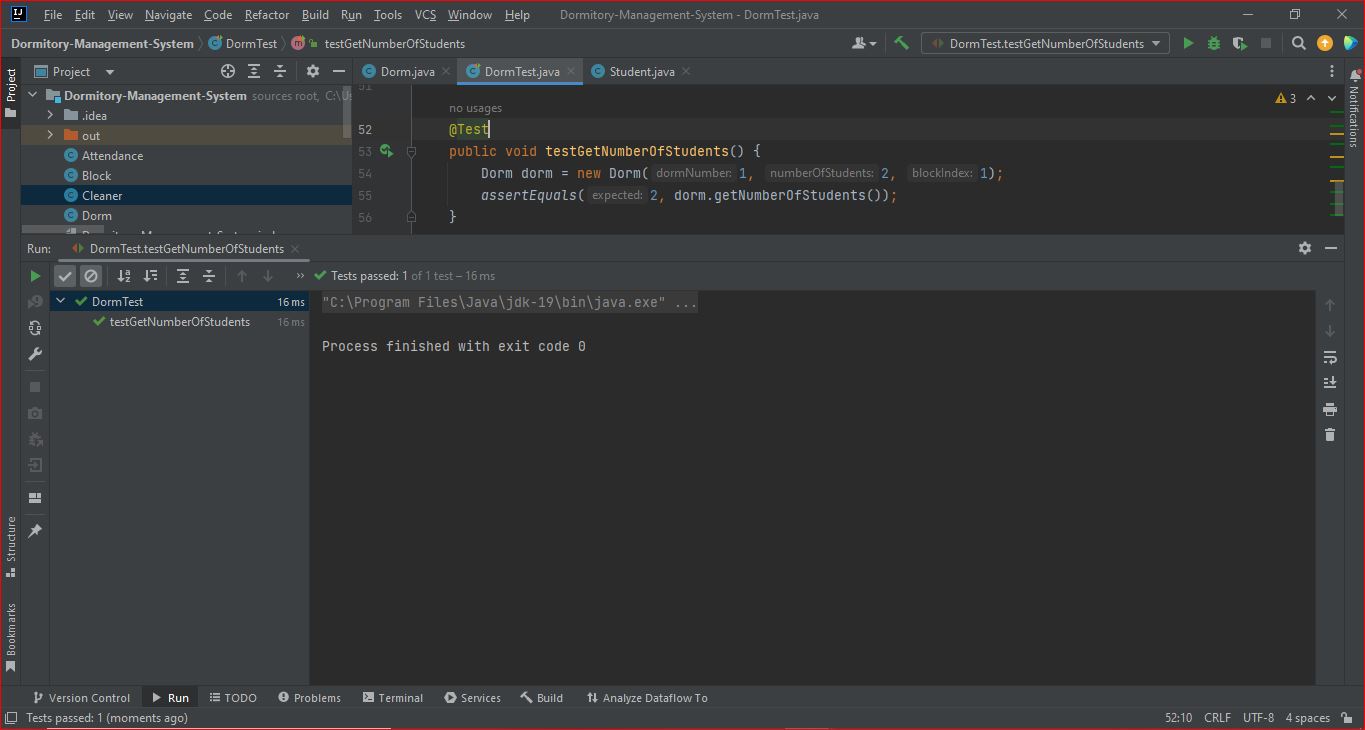 File Edit View Navigate Code Refactor Build Run Tools VCS Window Help Dormitory-Management-System - DormTest.java
Dormitory-Management-System DormTest testGetNumberOfStudents DormTest.testGetNumberOfStudents
Project
Dorm.java DormTest.java Student.java
Dormitory-Management-System sources root, C:\Us
.idea
out
Attendance
Block
Cleaner
Dorm
51
no usages
3
52 @Test
53 public void testGetNumberOfStudents() {
54 Dorm dorm = new Dorm( dormNumber: 1, numberOfStudents: 2, blockIndex: 1);
55 assertEquals( expected: 2, dorm.getNumberOfStudents());
56 }
Project
Notifications
Run: DormTest.testGetNumberOfStudents
Tests passed: 1 of 1 test – 16 ms
DormTest 16 ms
testGetNumberOfStudents 16 ms
"C:\Program Files\Java\jdk-19\bin\java.exe" ...
Process finished with exit code 0
Structure
Bookmarks
Version Control Run TODO Problems Terminal Services Build Analyze Dataflow To
Tests passed: 1 (moments ago) 52:10 CRLF UTF-8 4 spaces